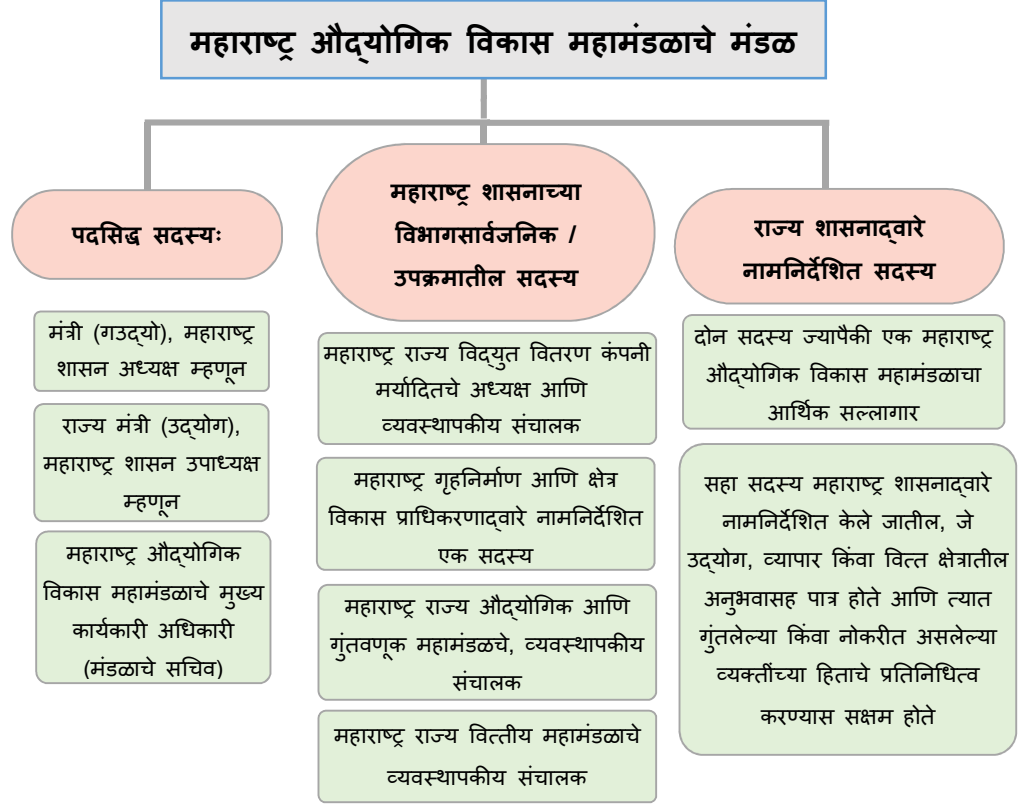 महाराष्ट्र औद्योगिक विकास महामंडळाचे मंडळ
पदसिद्ध सदस्यः
मंत्री (गउद्यो), महाराष्ट्र
शासन अध्यक्ष म्हणून
राज्य मंत्री (उद्योग),
महाराष्ट्र शासन उपाध्यक्ष
म्हणून
महाराष्ट्र औद्योगिक
विकास महामंडळाचे मुख्य
कार्यकारी अधिकारी
(मंडळाचे सचिव)
महाराष्ट्र शासनाच्या
विभागसार्वजनिक /
उपक्रमातील सदस्य
महाराष्ट्र राज्य विद्युत वितरण कंपनी
मर्यादितचे अध्यक्ष आणि
व्यवस्थापकीय संचालक
महाराष्ट्र गृहनिर्माण आणि क्षेत्र
विकास प्राधिकरणाद्वारे नामनिर्देशित
एक सदस्य
महाराष्ट्र राज्य औद्योगिक आणि
गुंतवणूक महामंडळचे, व्यवस्थापकीय
संचालक
महाराष्ट्र राज्य वित्तीय महामंडळाचे
व्यवस्थापकीय संचालक
राज्य शासनाद्वारे
नामनिर्देशित सदस्य
दोन सदस्य ज्यापैकी एक महाराष्ट्र
औद्योगिक विकास महामंडळाचा
आर्थिक सल्लागार
सहा सदस्य महाराष्ट्र शासनाद्वारे
नामनिर्देशित केले जातील, जे
उद्योग, व्यापार किंवा वित्त क्षेत्रातील
अनुभवासह पात्र होते आणि त्यात
गुंतलेल्या किंवा नोकरीत असलेल्या
व्यक्तींच्या हिताचे प्रतिनिधित्व
करण्यास सक्षम होते